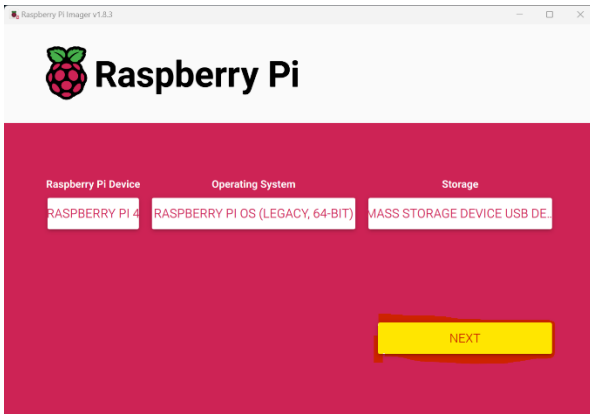 Raspberry Pi Imager v1.8.3
Raspberry Pi
Raspberry Pi Device Operating System Storage
RASPBERRY PI 4 RASPBERRY PI OS (LEGACY, 64-BIT) MASS STORAGE DEVICE USB DE..
NEXT